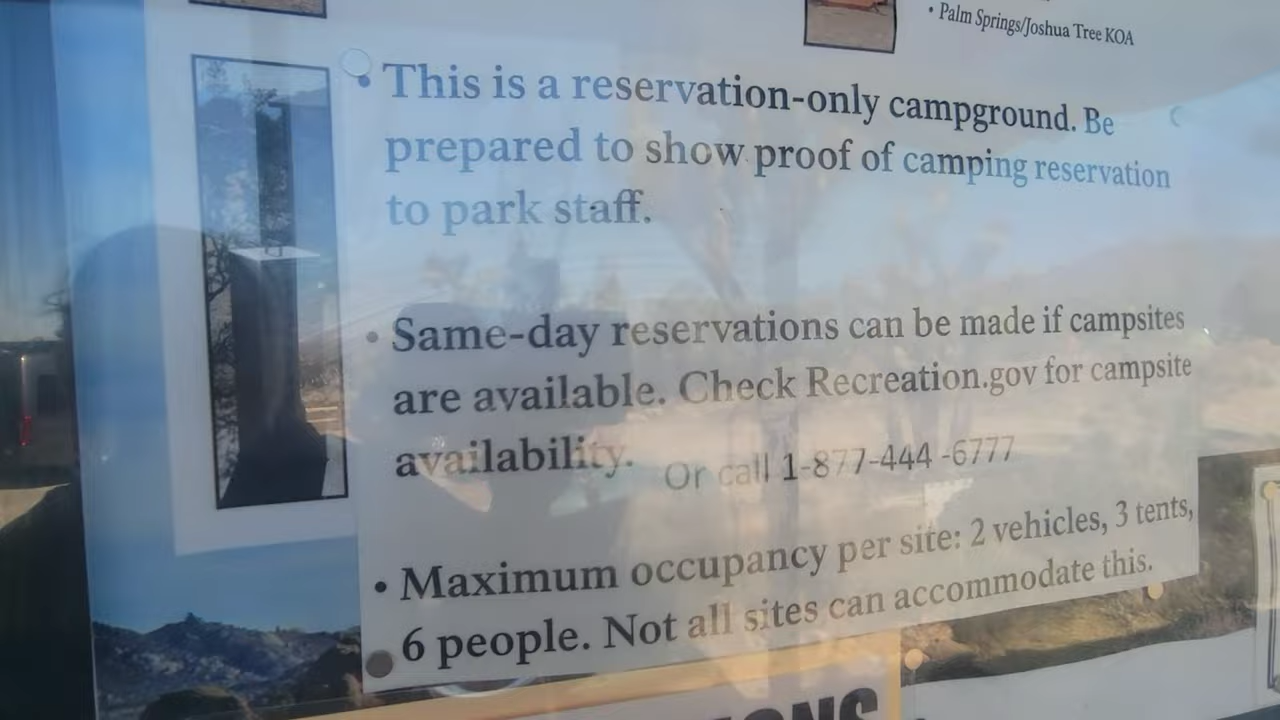 • Palm Springs/Joshua Tree KOA
• This is a reservation-only campground. Be
prepared to show proof of camping reservation
to park staff.
• Same-day reservations can be made if campsites
are available. Check Recreation.gov for campsite
availability. Or call 1-877-444 -6777
• Maximum occupancy per site: 2 vehicles, 3 tents,
6 people. Not all sites can accommodate this.